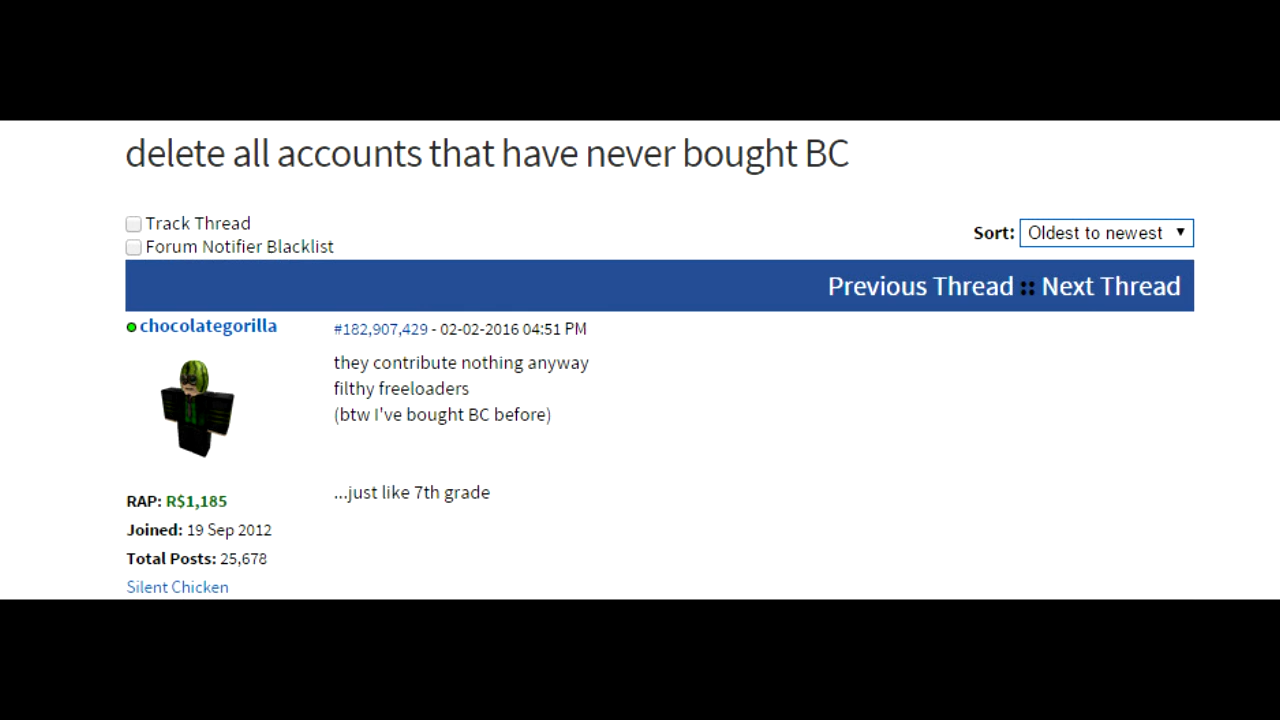 delete all accounts that have never bought BC
Track Thread
Forum Notifier Blacklist
Sort: Oldest to newest
Previous Thread :: Next Thread
chocolategorilla
#182,907,429 - 02-02-2016 04:51 PM
they contribute nothing anyway
filthy freeloaders
(btw I've bought BC before)
...just like 7th grade
RAP: R$1,185
Joined: 19 Sep 2012
Total Posts: 25,678
Silent Chicken